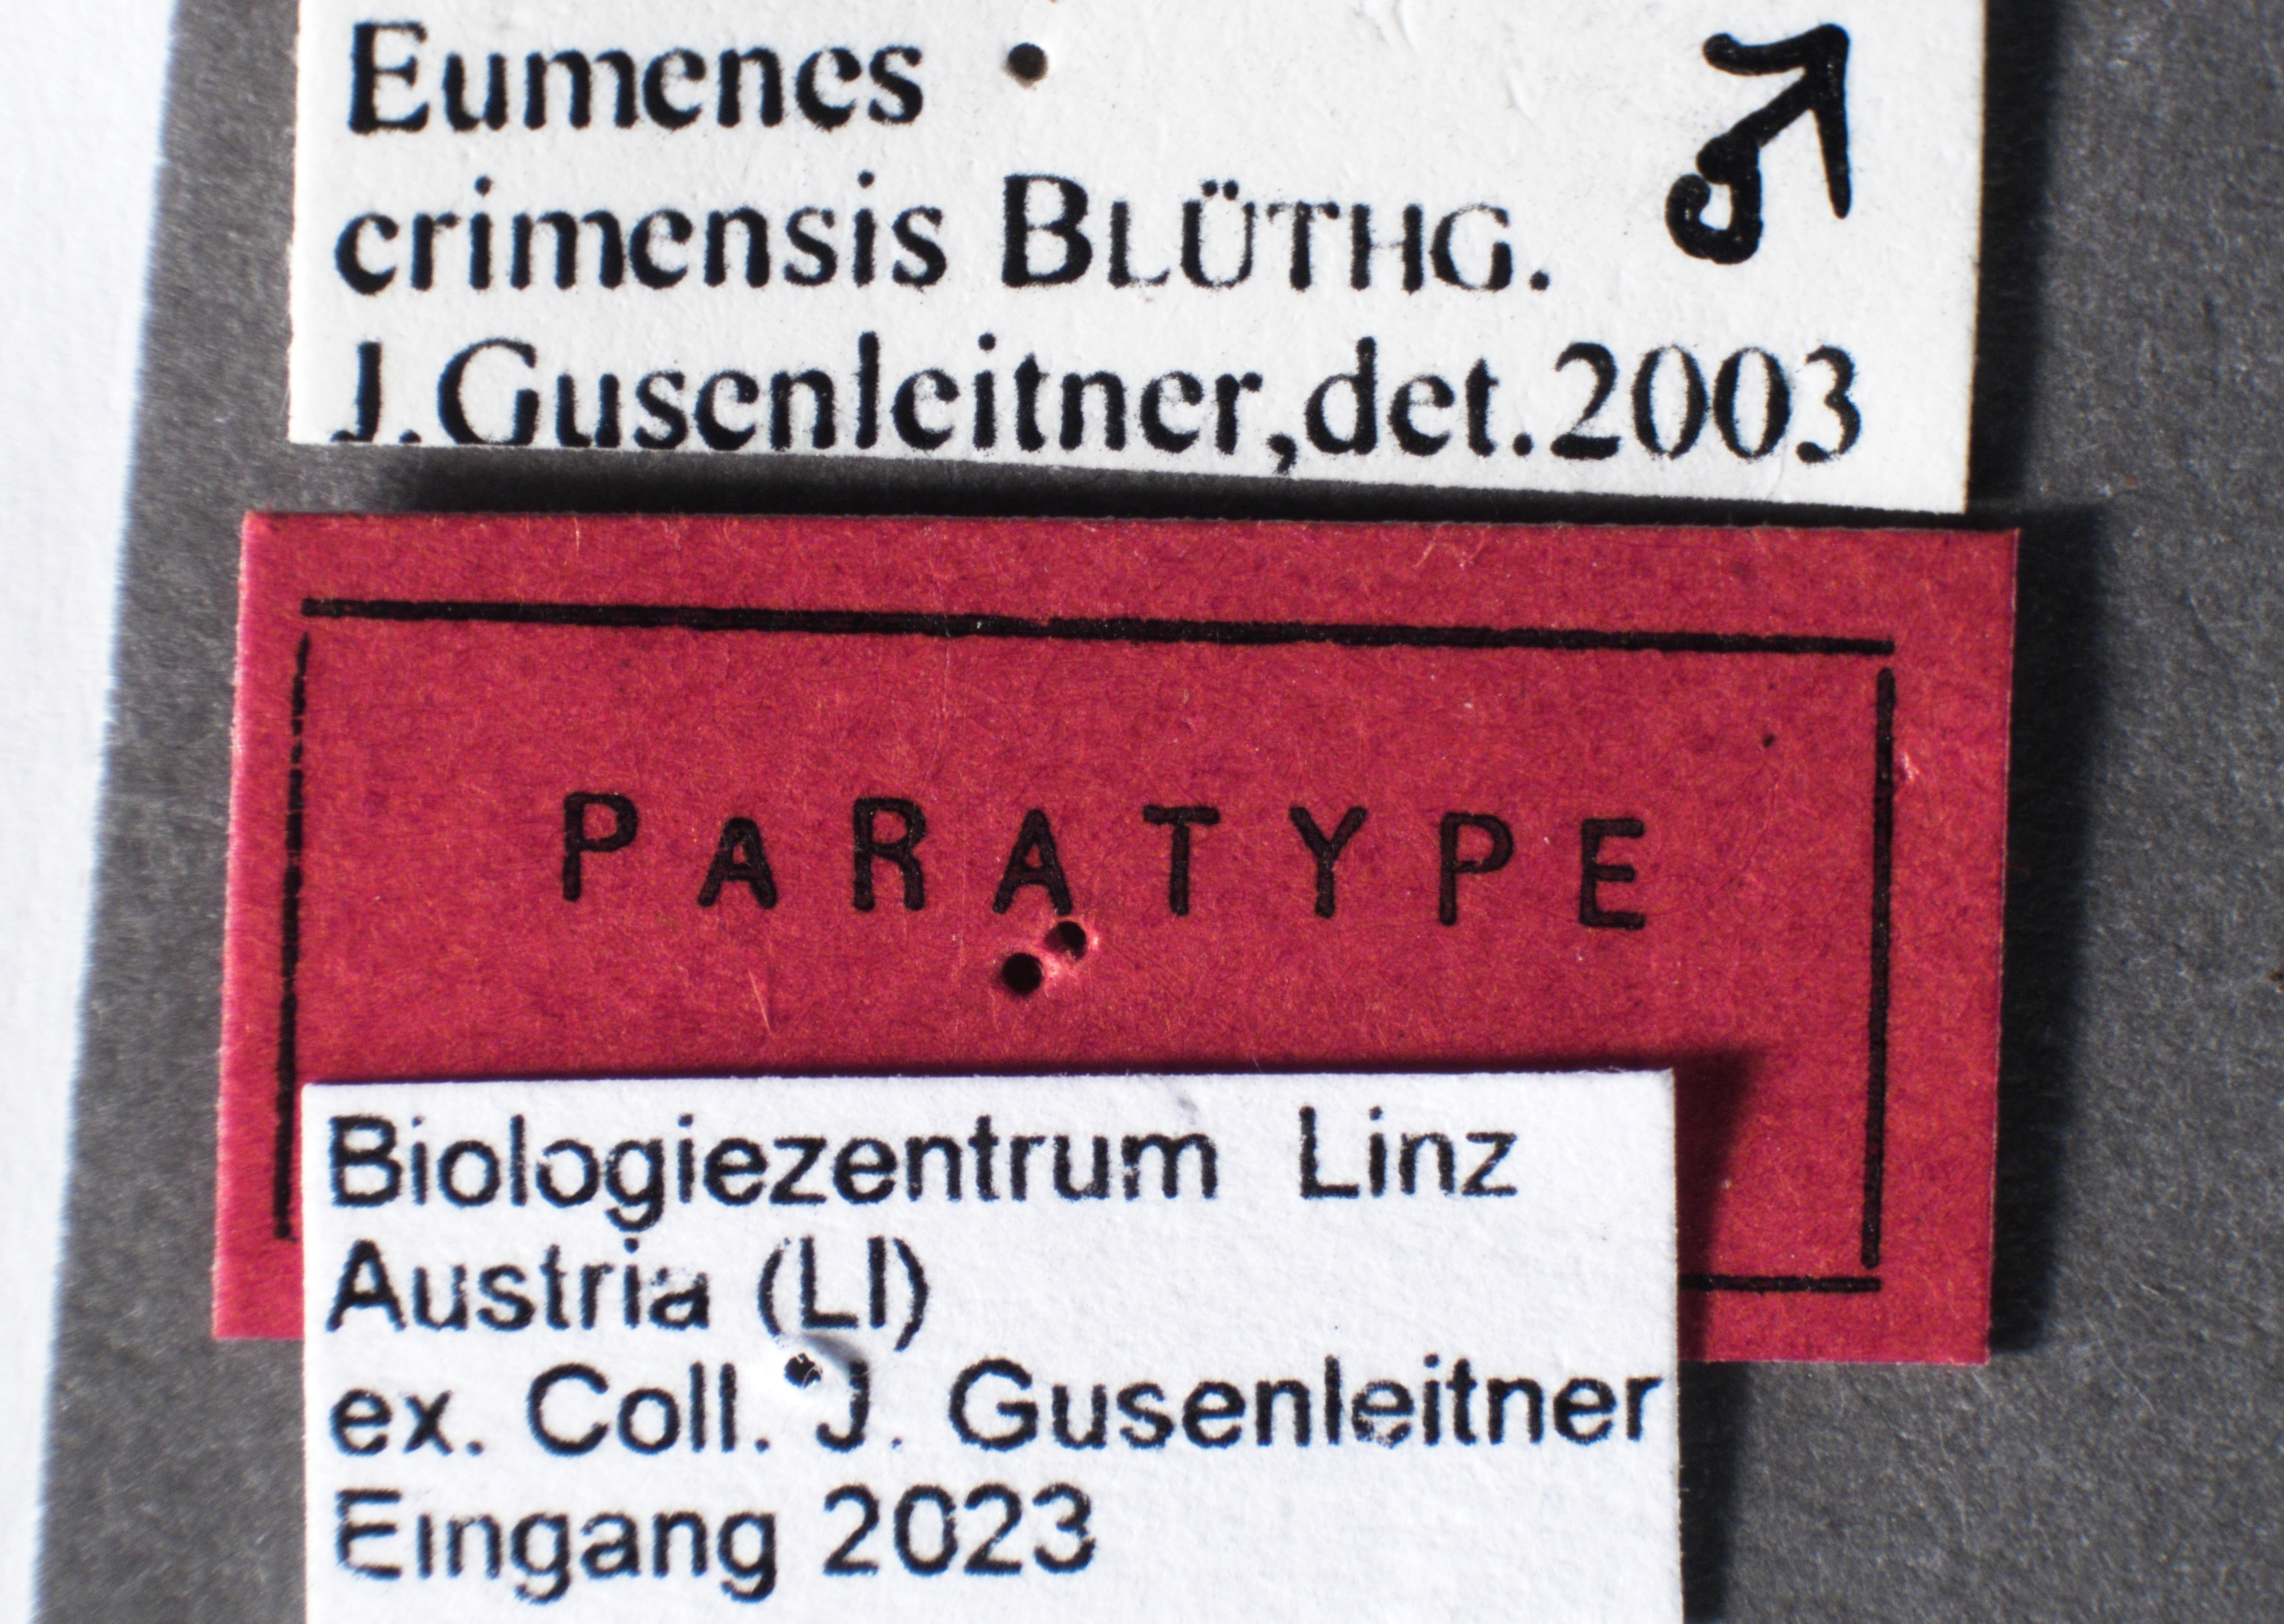 Eumenes ♂
crimensis BLÜTHG.
J.Gusenleitner,det.2003
PARATYPE
Biologiezentrum Linz
Austria (LI)
ex. Coll. J. Gusenleitner
Eingang 2023